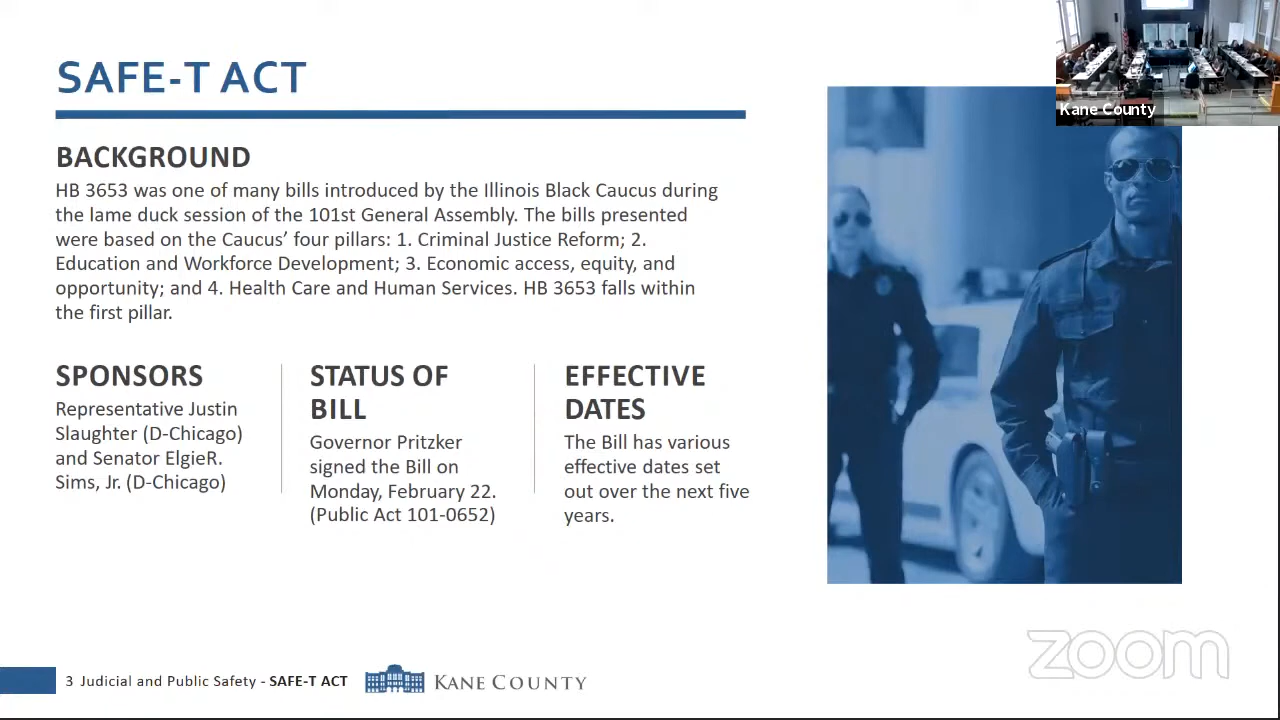 SAFE-T ACT
Kane County
BACKGROUND
HB 3653 was one of many bills introduced by the Illinois Black Caucus during
the lame duck session of the 101st General Assembly. The bills presented
were based on the Caucus’ four pillars: 1. Criminal Justice Reform; 2.
Education and Workforce Development; 3. Economic access, equity, and
opportunity; and 4. Health Care and Human Services. HB 3653 falls within
the first pillar.
SPONSORS
Representative Justin
Slaughter (D-Chicago)
and Senator ElgieR.
Sims, Jr. (D-Chicago)
STATUS OF
BILL
Governor Pritzker
signed the Bill on
Monday, February 22.
(Public Act 101-0652)
EFFECTIVE
DATES
The Bill has various
effective dates set
out over the next five
years.
3 Judicial and Public Safety - SAFE-T ACT
KANE COUNTY
zoom